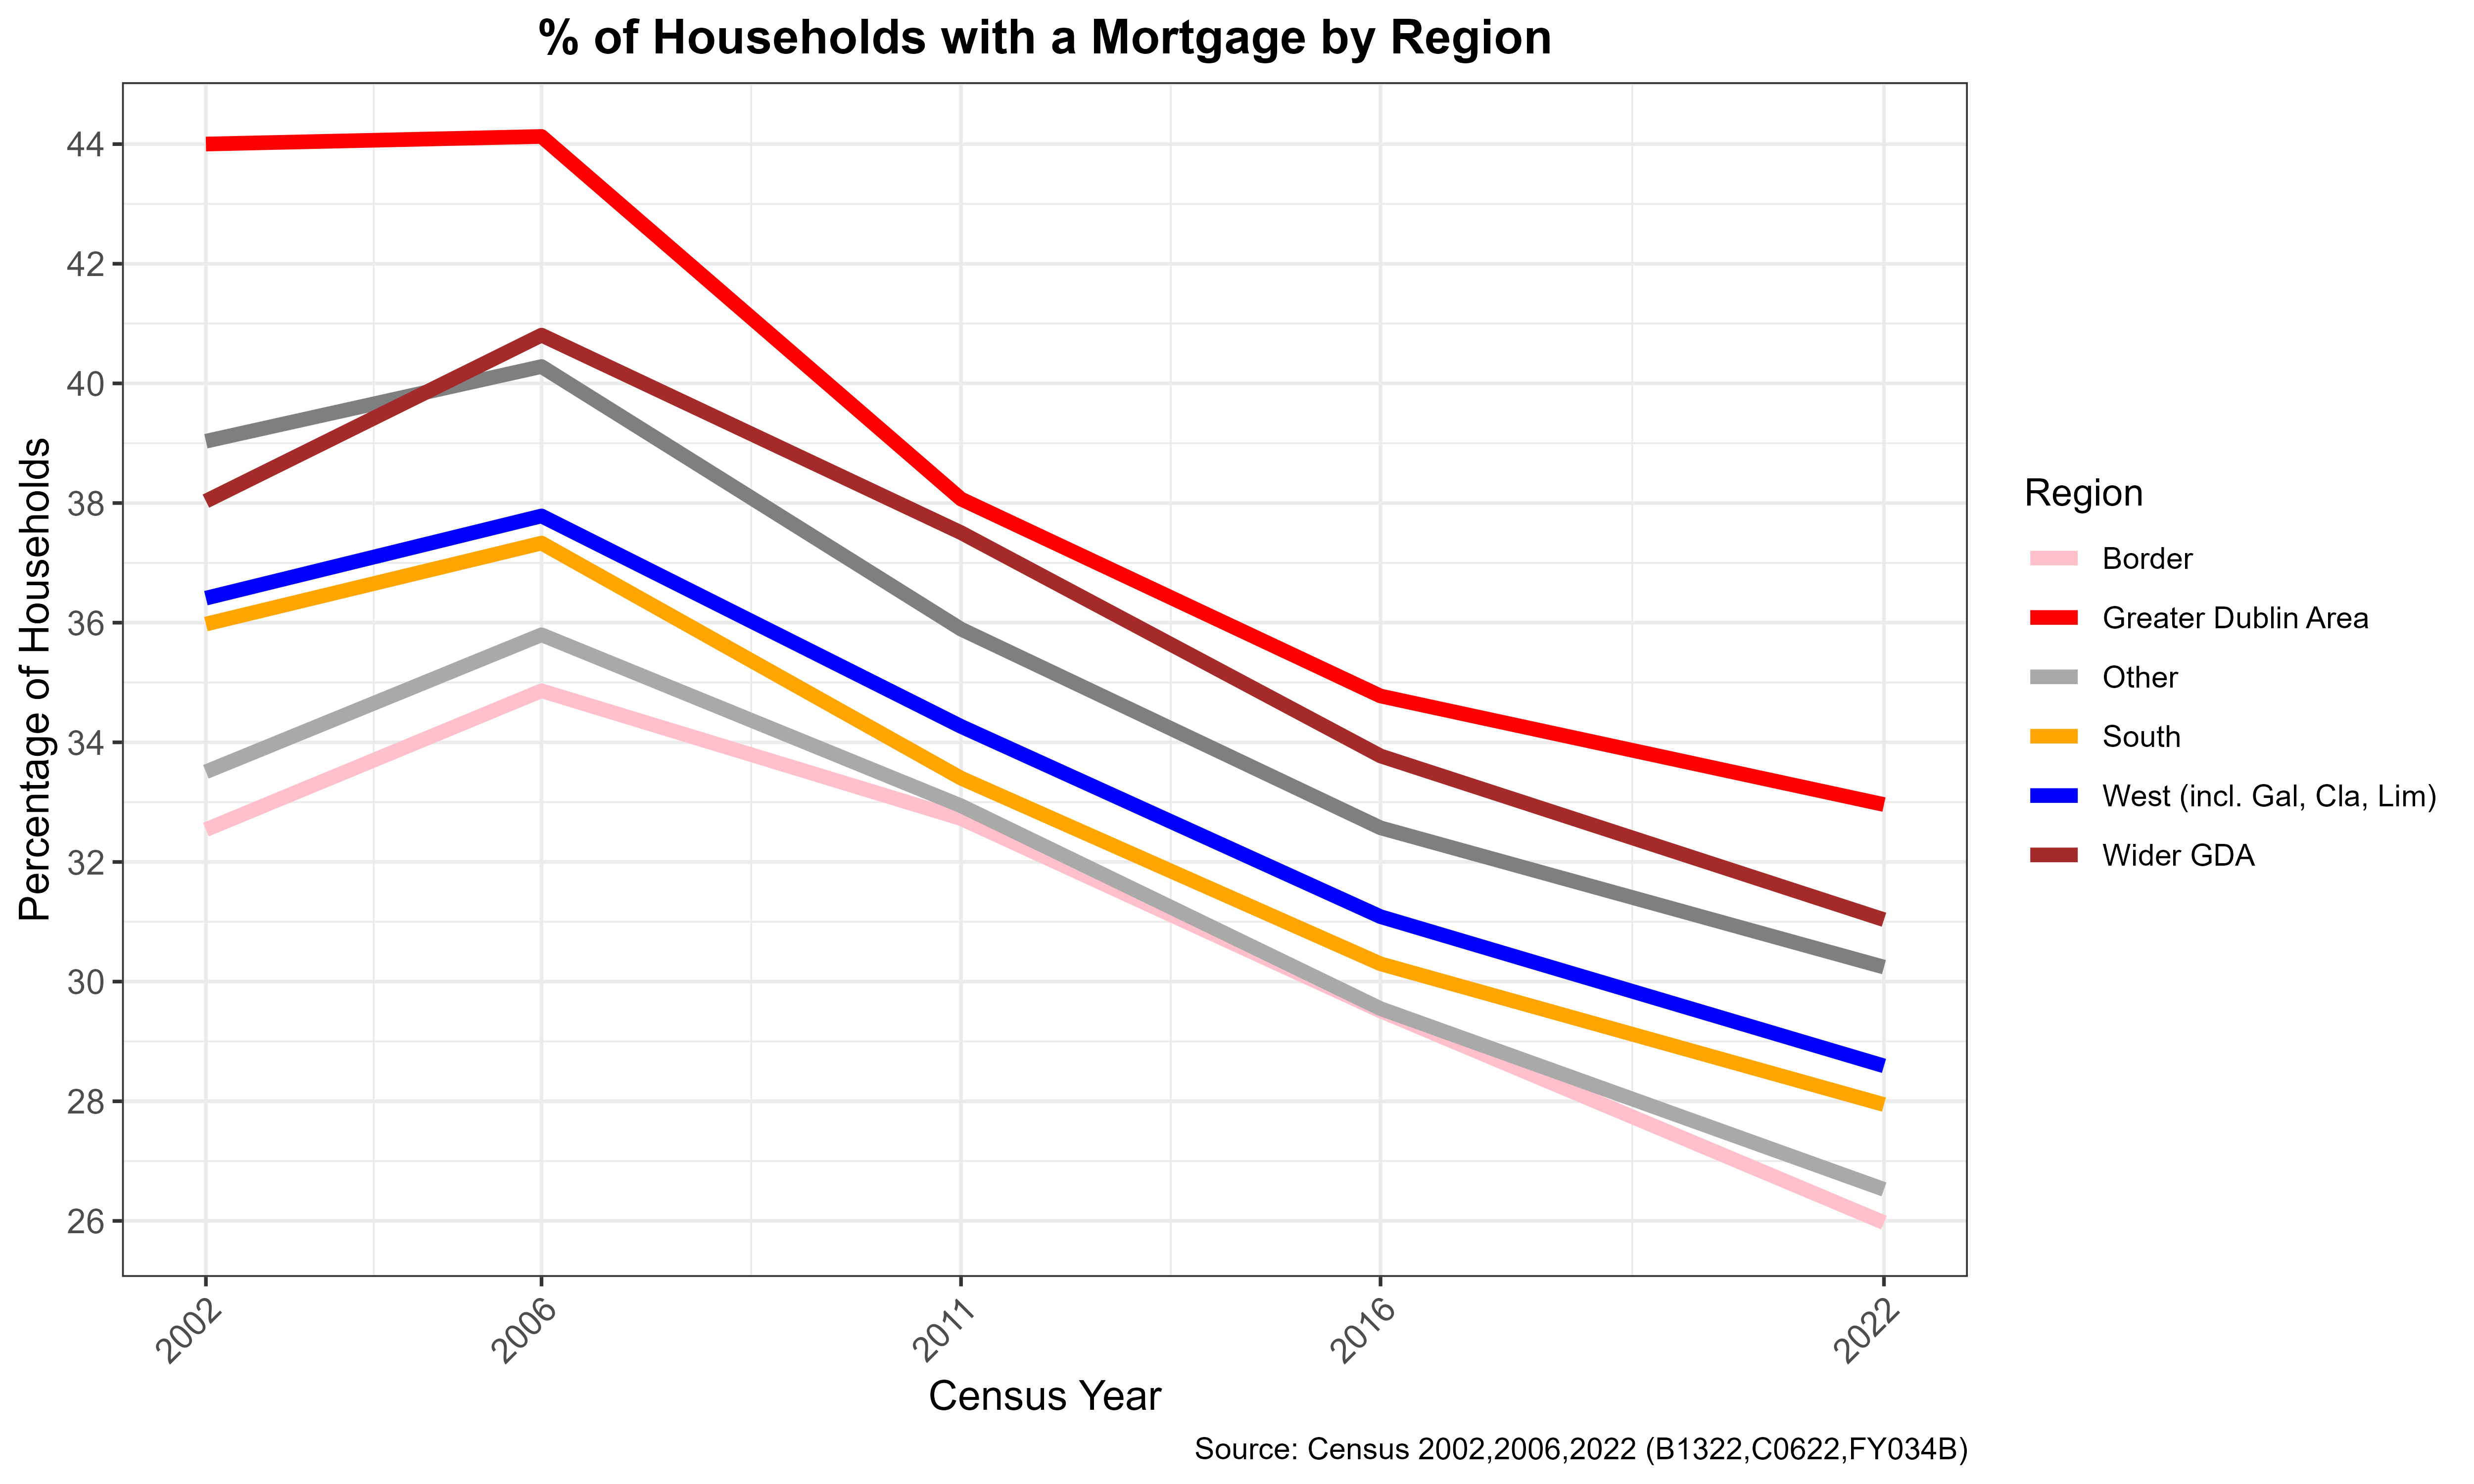 % of Households with a Mortgage by Region
Percentage of Households
44
42
40
38
36
34
32
30
28
26
2002
2006
2011
2016
2022
Census Year
Region
Border
Greater Dublin Area
Other
South
West (incl. Gal, Cla, Lim)
Wider GDA
Source: Census 2002,2006,2022 (B1322,C0622,FY034B)